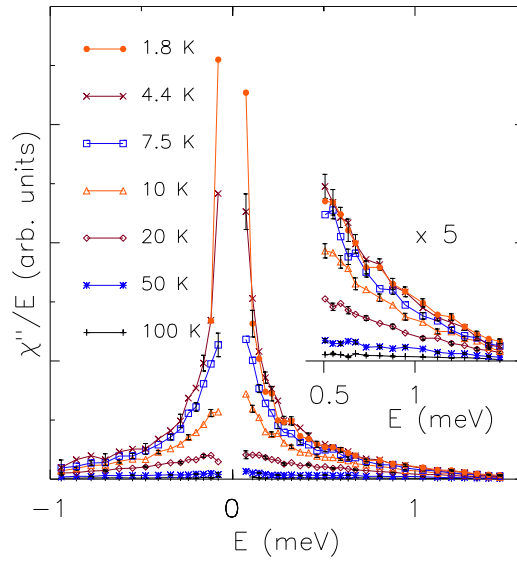 1.8 K
4.4 K
7.5 K
10 K
20 K
50 K
100 K
x 5
0.5 1
E (meV)
χ''/E (arb. units)
−1 0 1
E (meV)